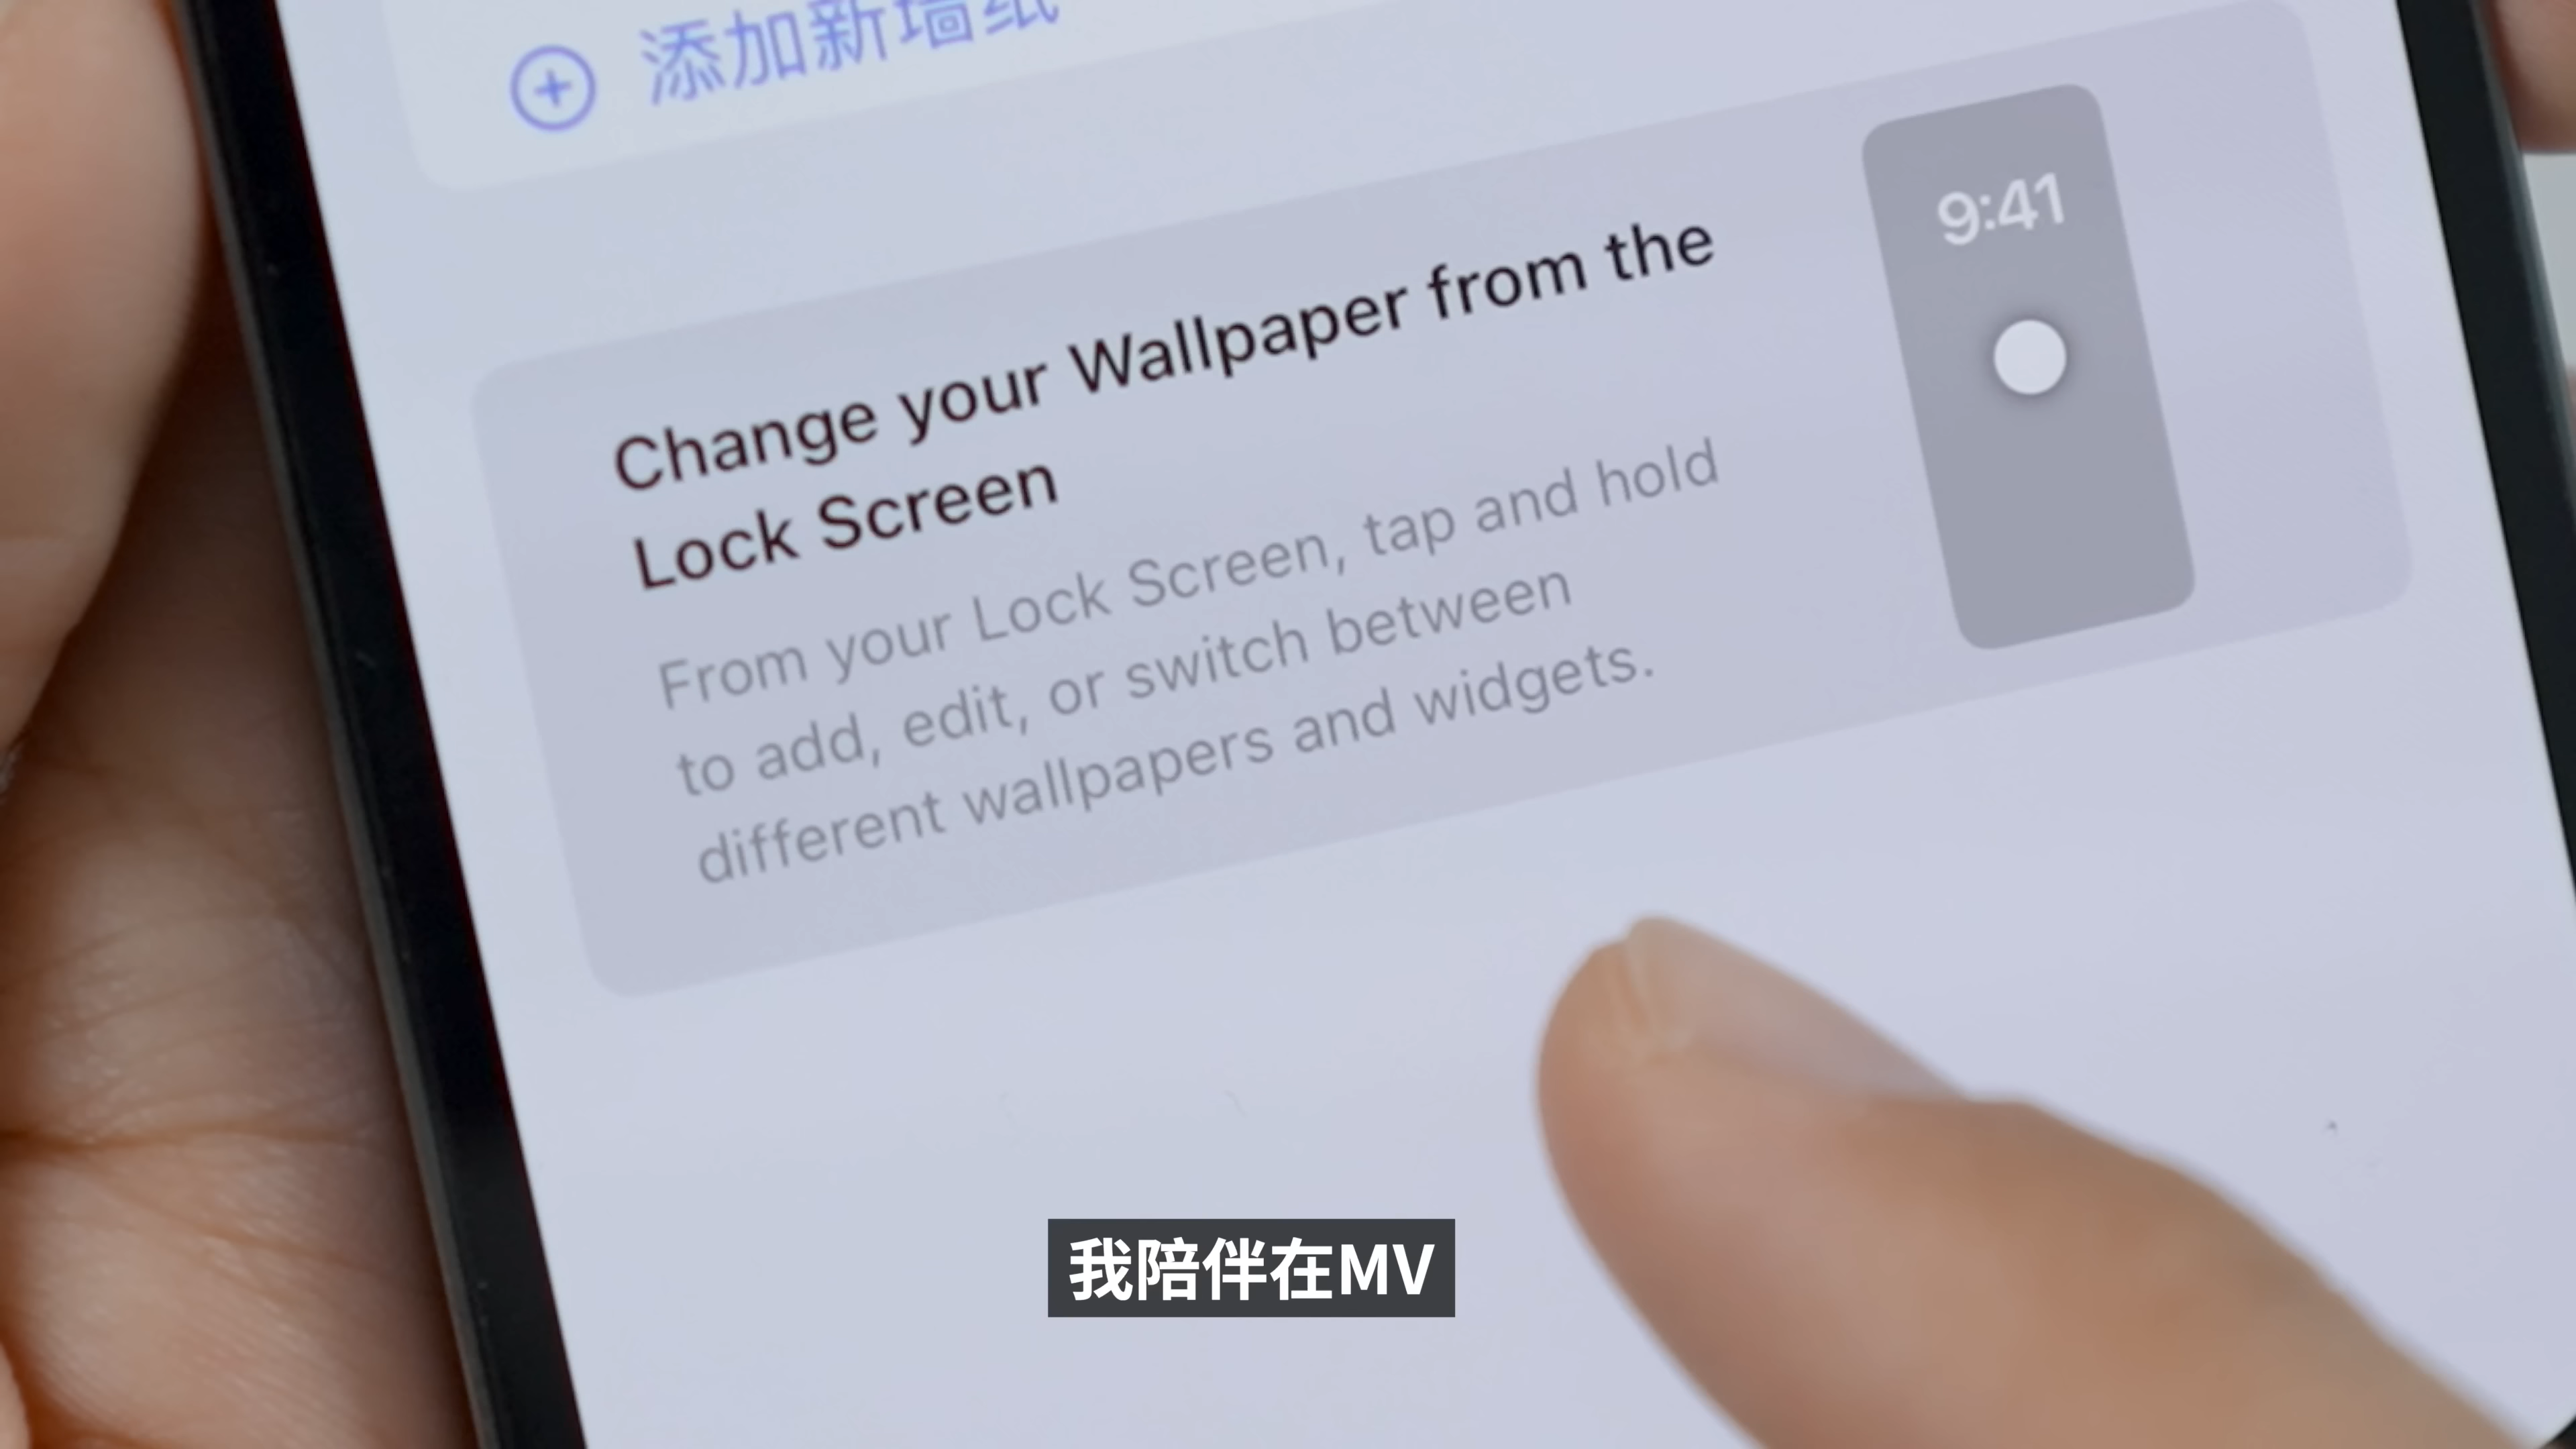 添加新墙纸
Change your Wallpaper from the
Lock Screen
From your Lock Screen, tap and hold
to add, edit, or switch between
different wallpapers and widgets.
9:41
我陪伴在MV